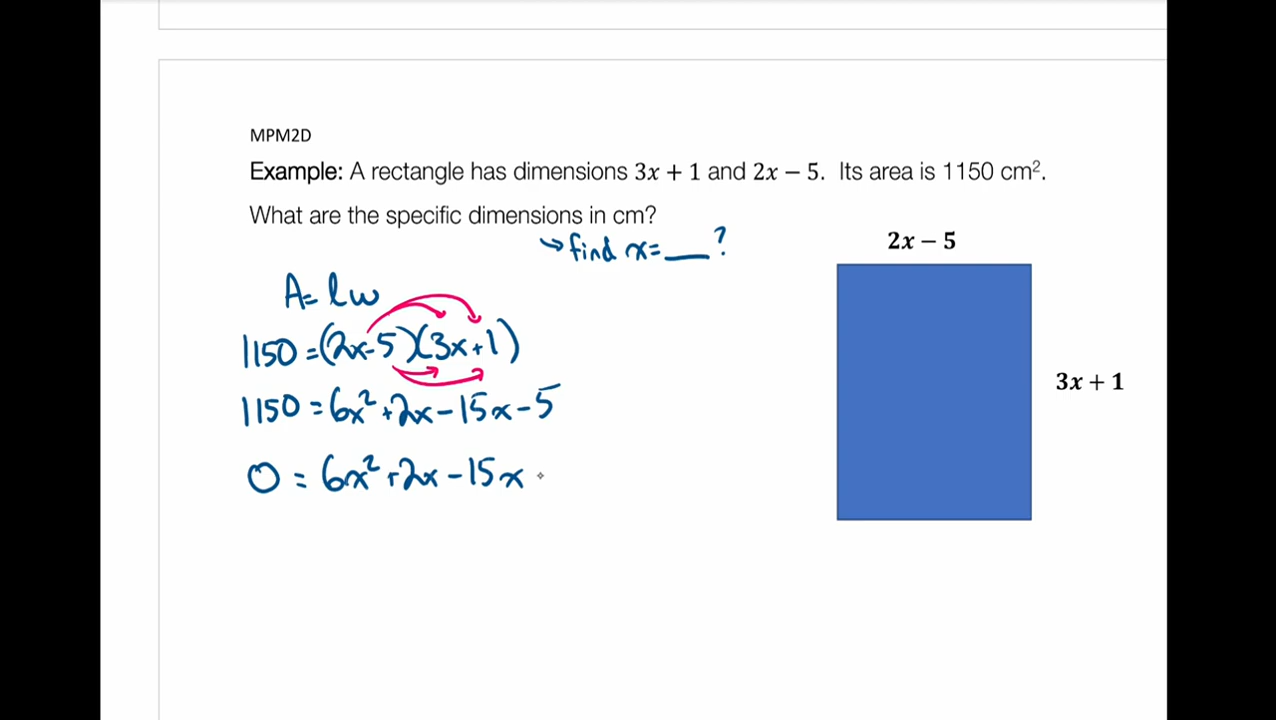 MPM2D
Example: A rectangle has dimensions 3x + 1 and 2x − 5. Its area is 1150 cm².
What are the specific dimensions in cm?
→ find x = __ ?
2x − 5
A = lw
1150 = (2x-5)(3x+1)
3x + 1
1150 = 6x² + 2x − 15x − 5
0 = 6x² + 2x − 15x